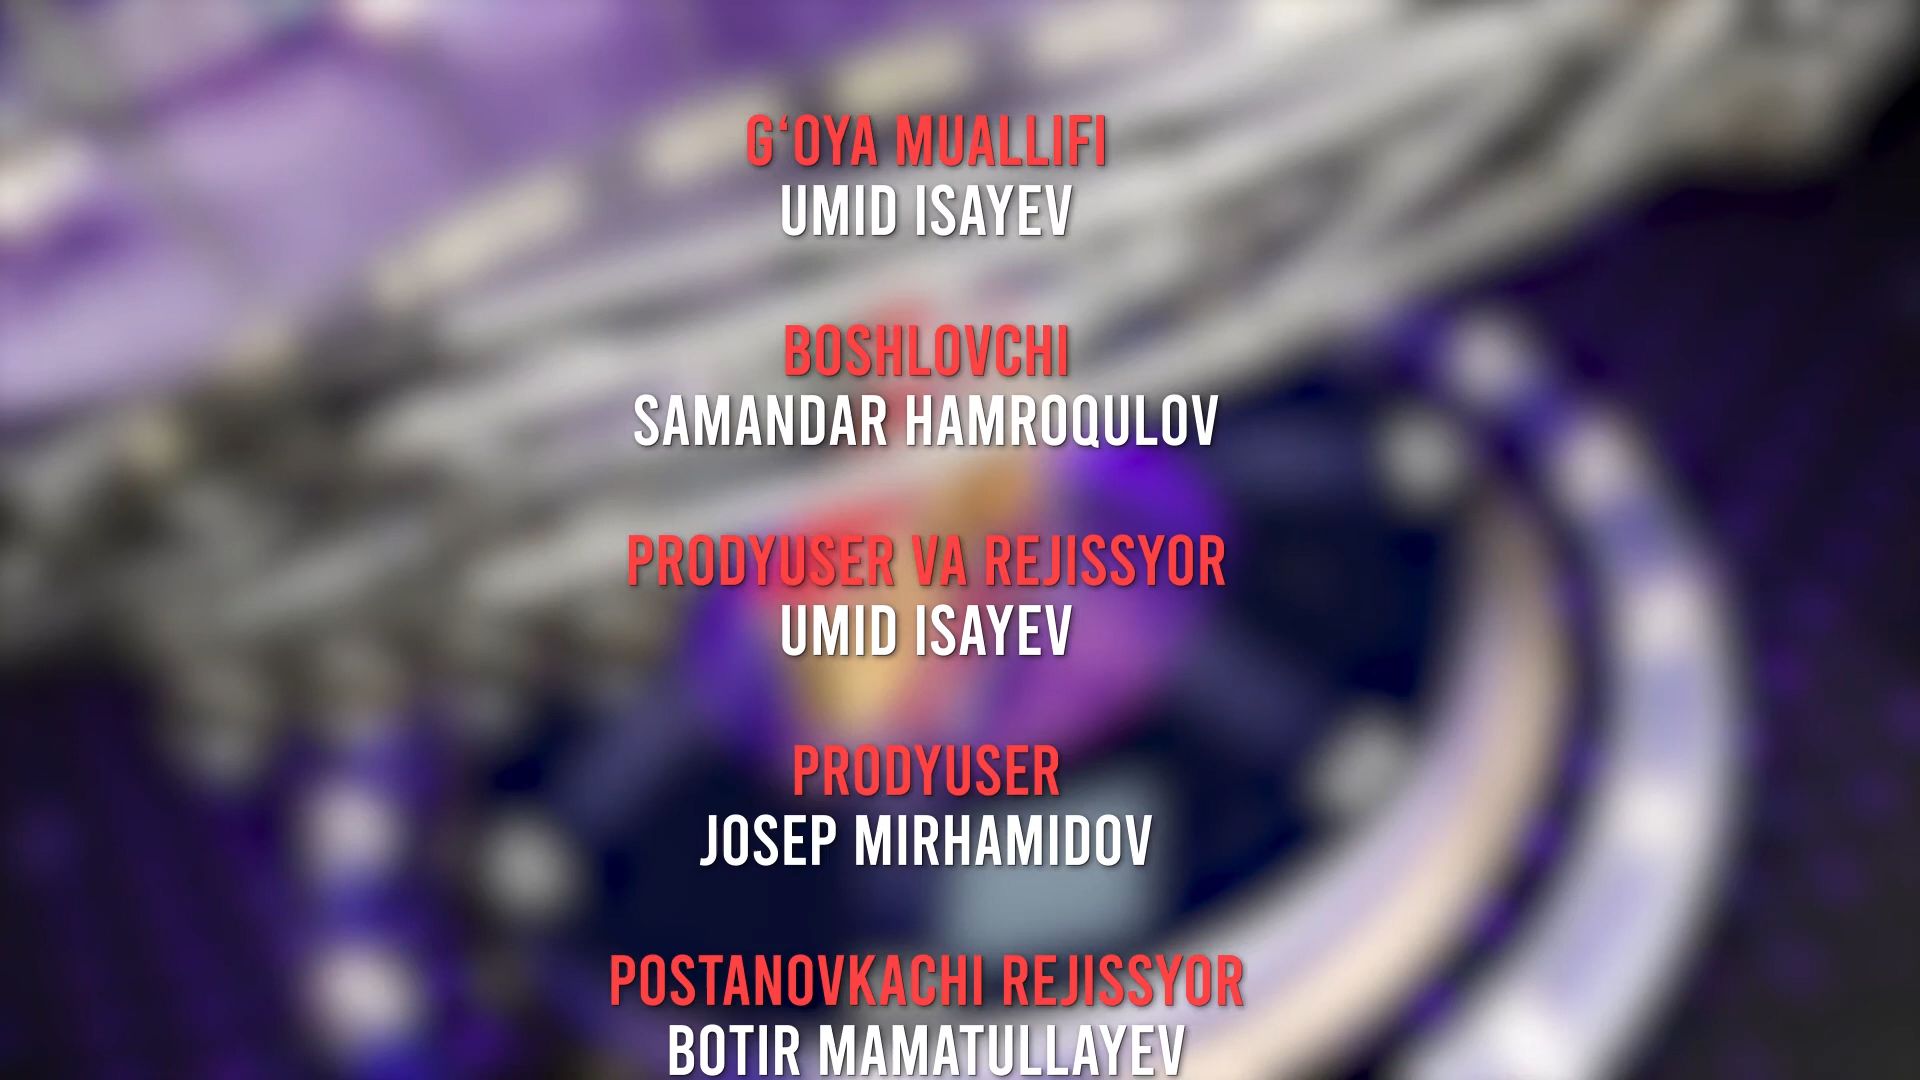 G‘OYA MUALLIFI
UMID ISAYEV
BOSHLOVCHI
SAMANDAR HAMROQULOV
PRODYUSER VA REJISSYOR
UMID ISAYEV
PRODYUSER
JOSEP MIRHAMIDOV
POSTANOVKACHI REJISSYOR
BOTIR MAMATULLAYEV